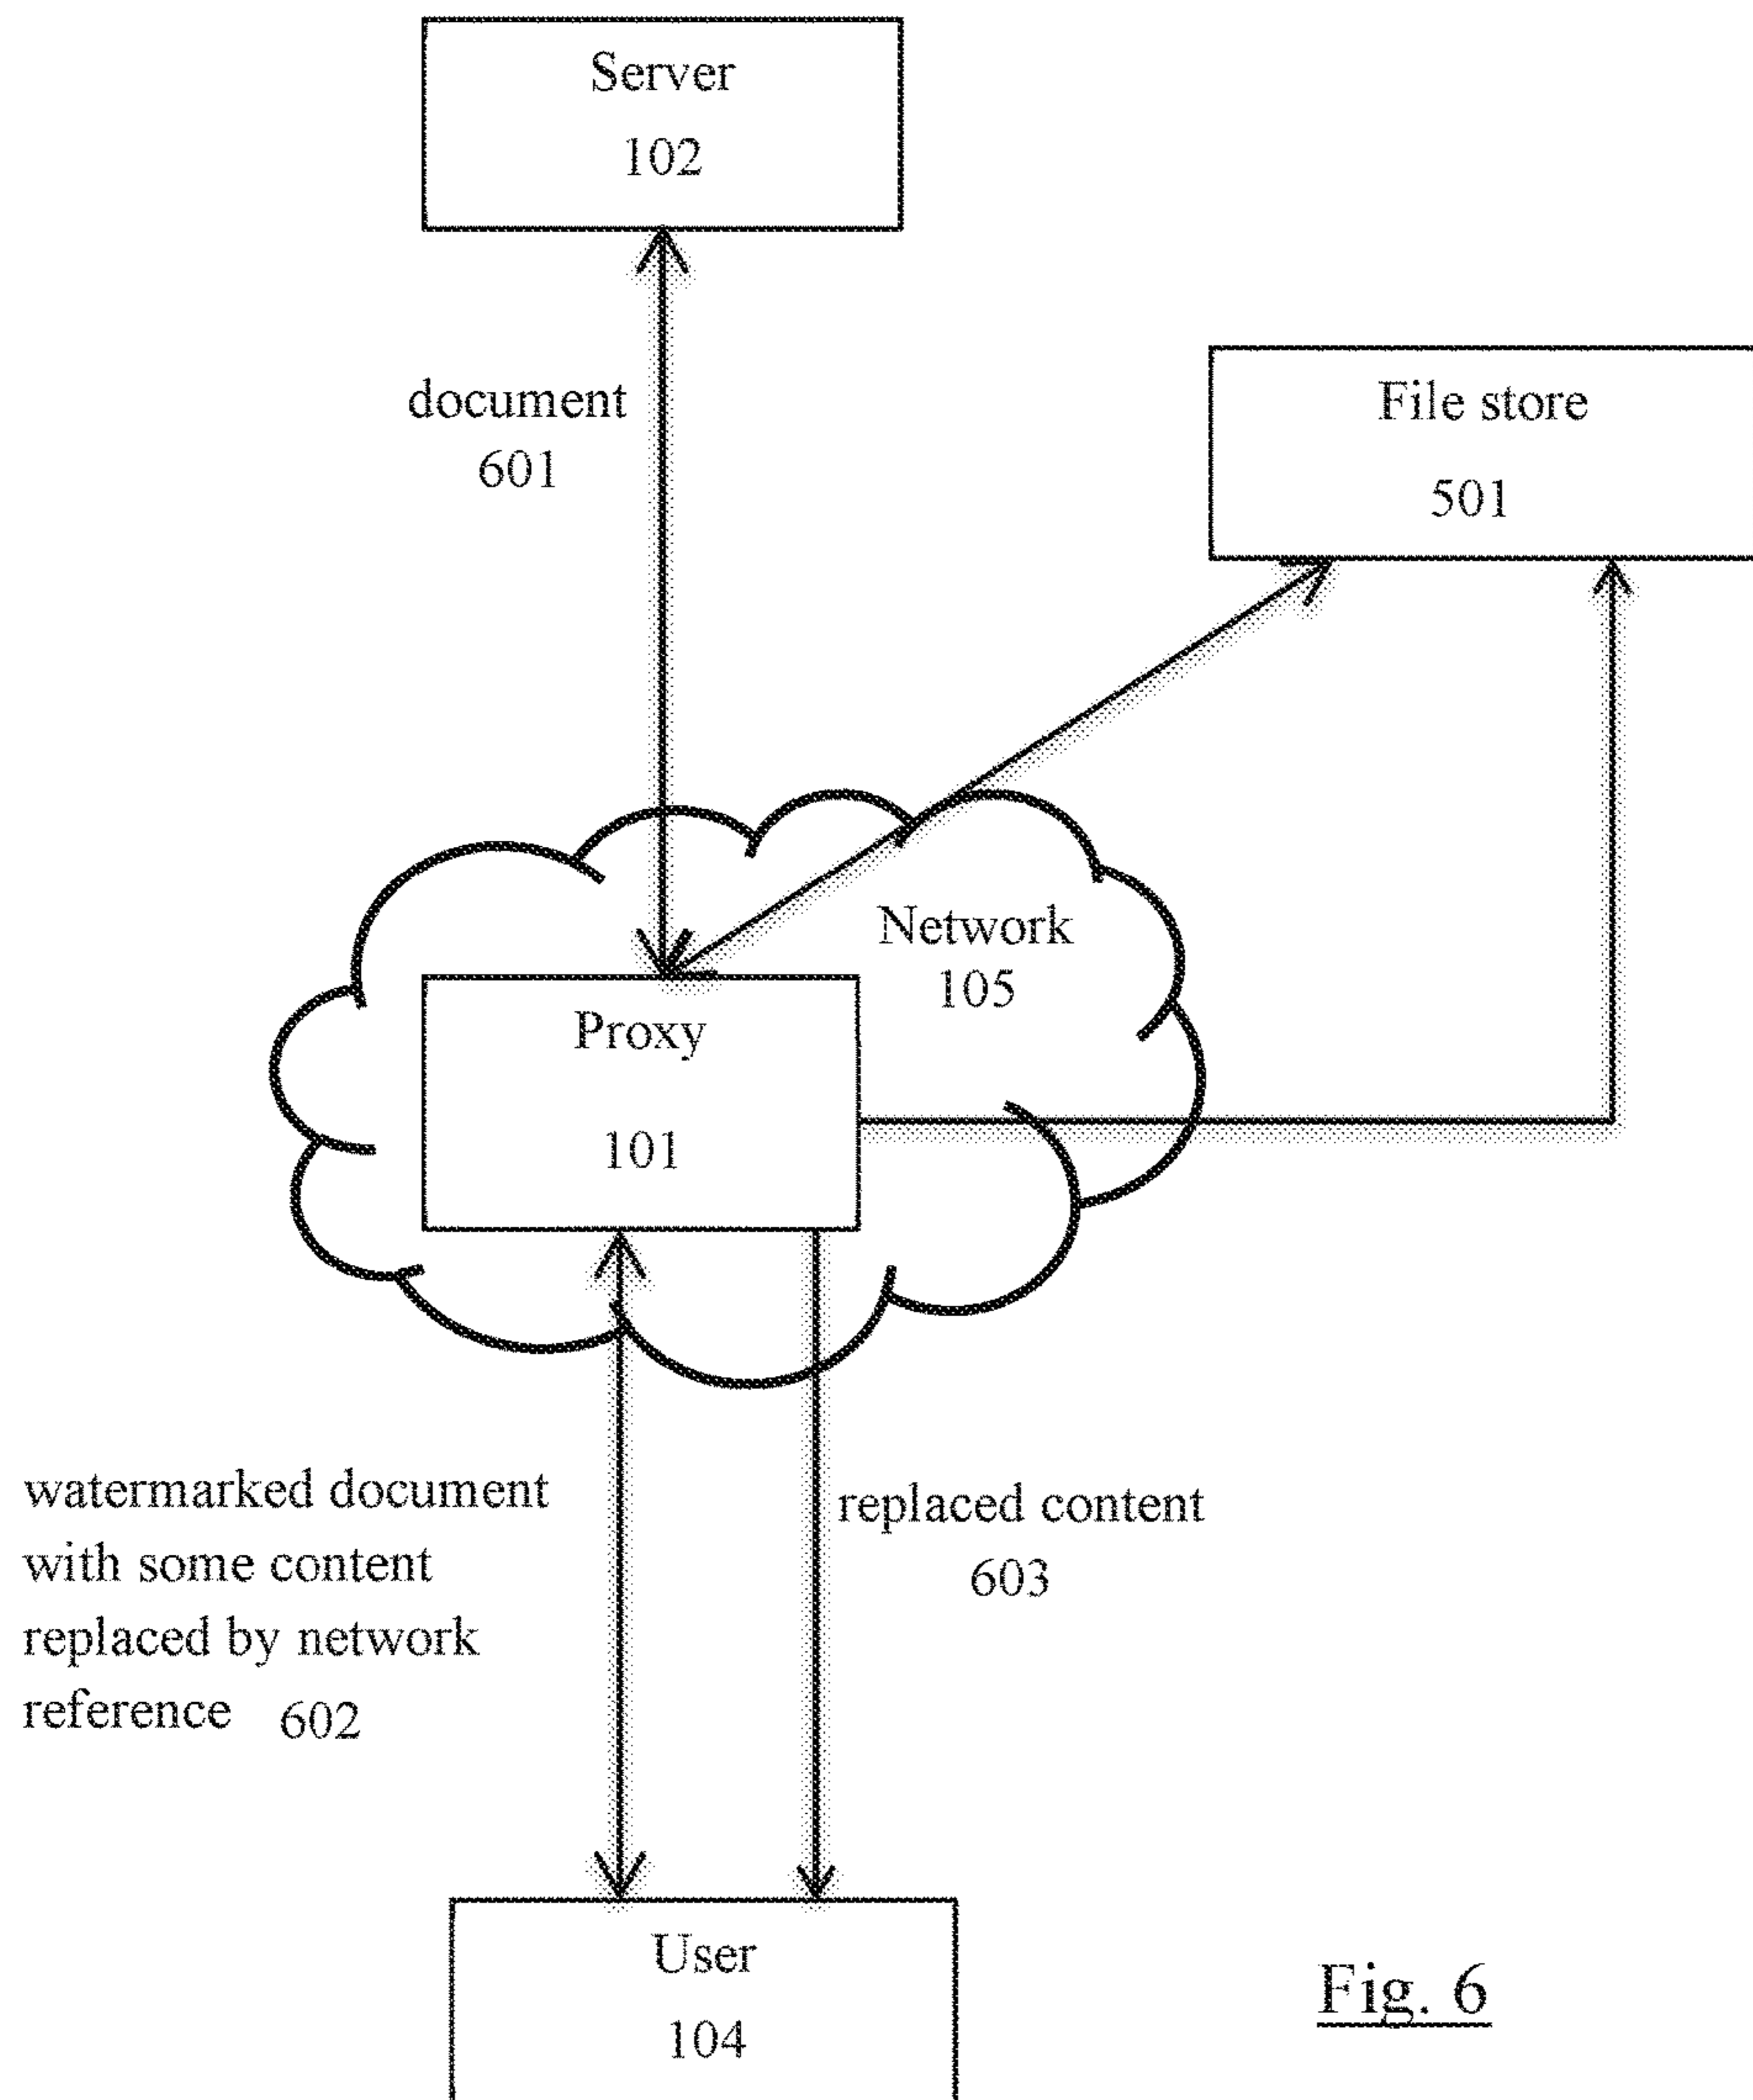 Server
102
document
601
File store
501
Network
105
Proxy
101
watermarked document
with some content
replaced by network
reference 602
replaced content
603
User
104
Fig. 6